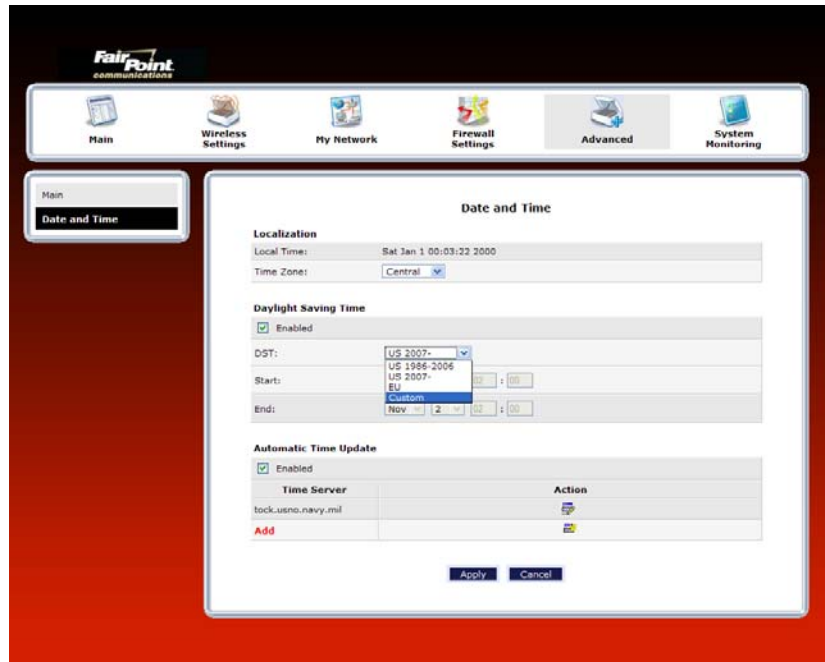 FairPoint
communications
Main
Wireless Settings
My Network
Firewall Settings
Advanced
System Monitoring
Main
Date and Time
Date and Time
Localization
Local Time: Sat Jan 1 00:03:22 2000
Time Zone: Central
Daylight Saving Time
Enabled
DST: US 2007-
US 1986-2006
US 2007-
EU
Custom
Start: 02 : 00
End: Nov 2 02 : 00
Automatic Time Update
Enabled
Time Server Action
tock.usno.navy.mil
Add
Apply Cancel